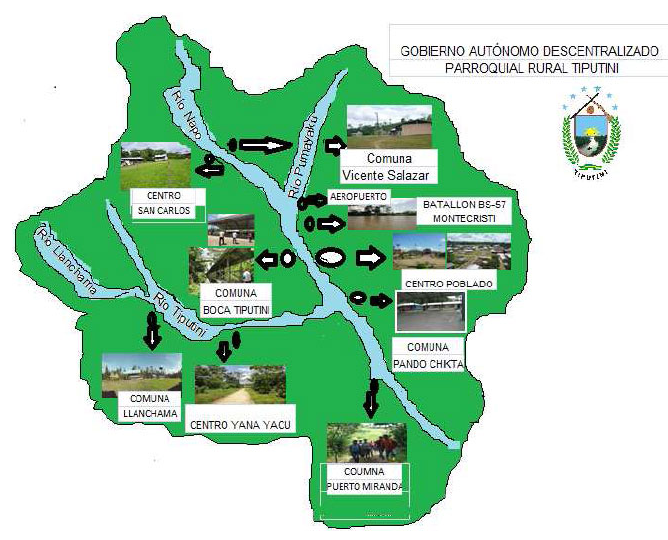 GOBIERNO AUTÓNOMO DESCENTRALIZADO
PARROQUIAL RURAL TIPUTINI
TIPUTINI
Río Napo
Río Pumayaku
Comuna
Vicente Salazar
CENTRO
SAN CARLOS
AEROPUERTO
BATALLON BS-57
MONTECRISTI
Río Llanchama
Río Tiputini
COMUNA
BOCA TIPUTINI
CENTRO POBLADO
COMUNA
PANDO CHIKTA
COMUNA
LLANCHAMA
CENTRO YANA YACU
COUMNA
PUERTO MIRANDA